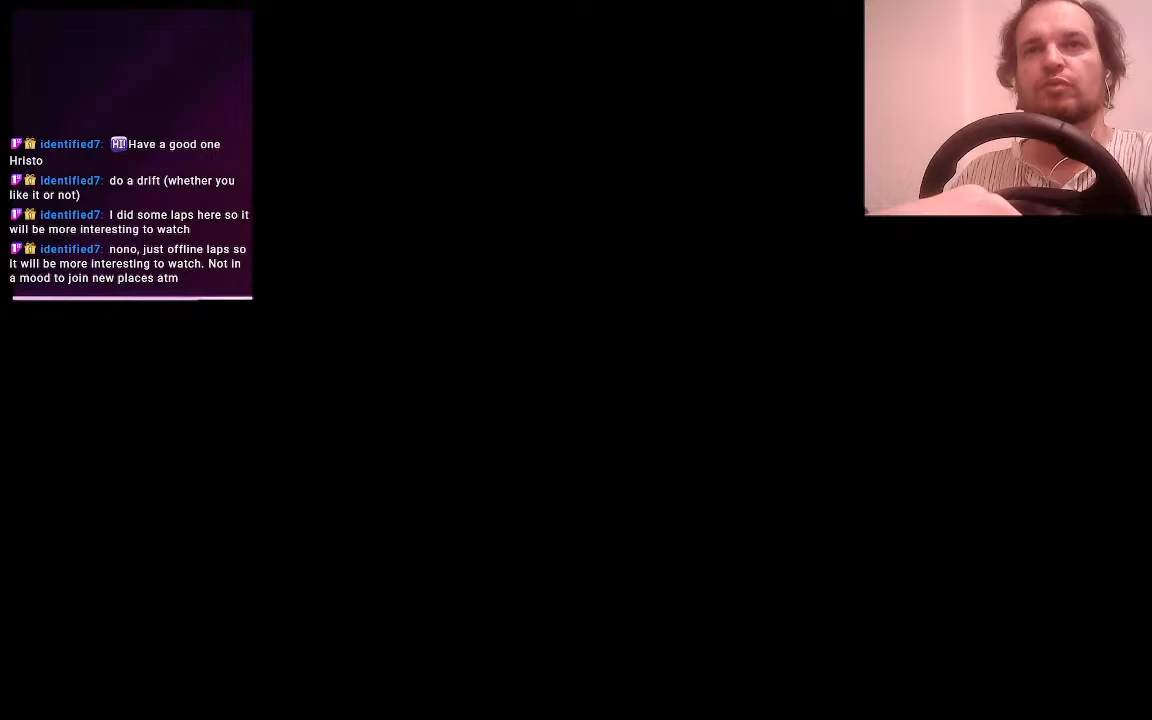 identified7: HI! Have a good one
Hristo
identified7: do a drift (whether you
like it or not)
identified7: I did some laps here so it
will be more interesting to watch
identified7: nono, just offline laps so
it will be more interesting to watch. Not in
a mood to join new places atm